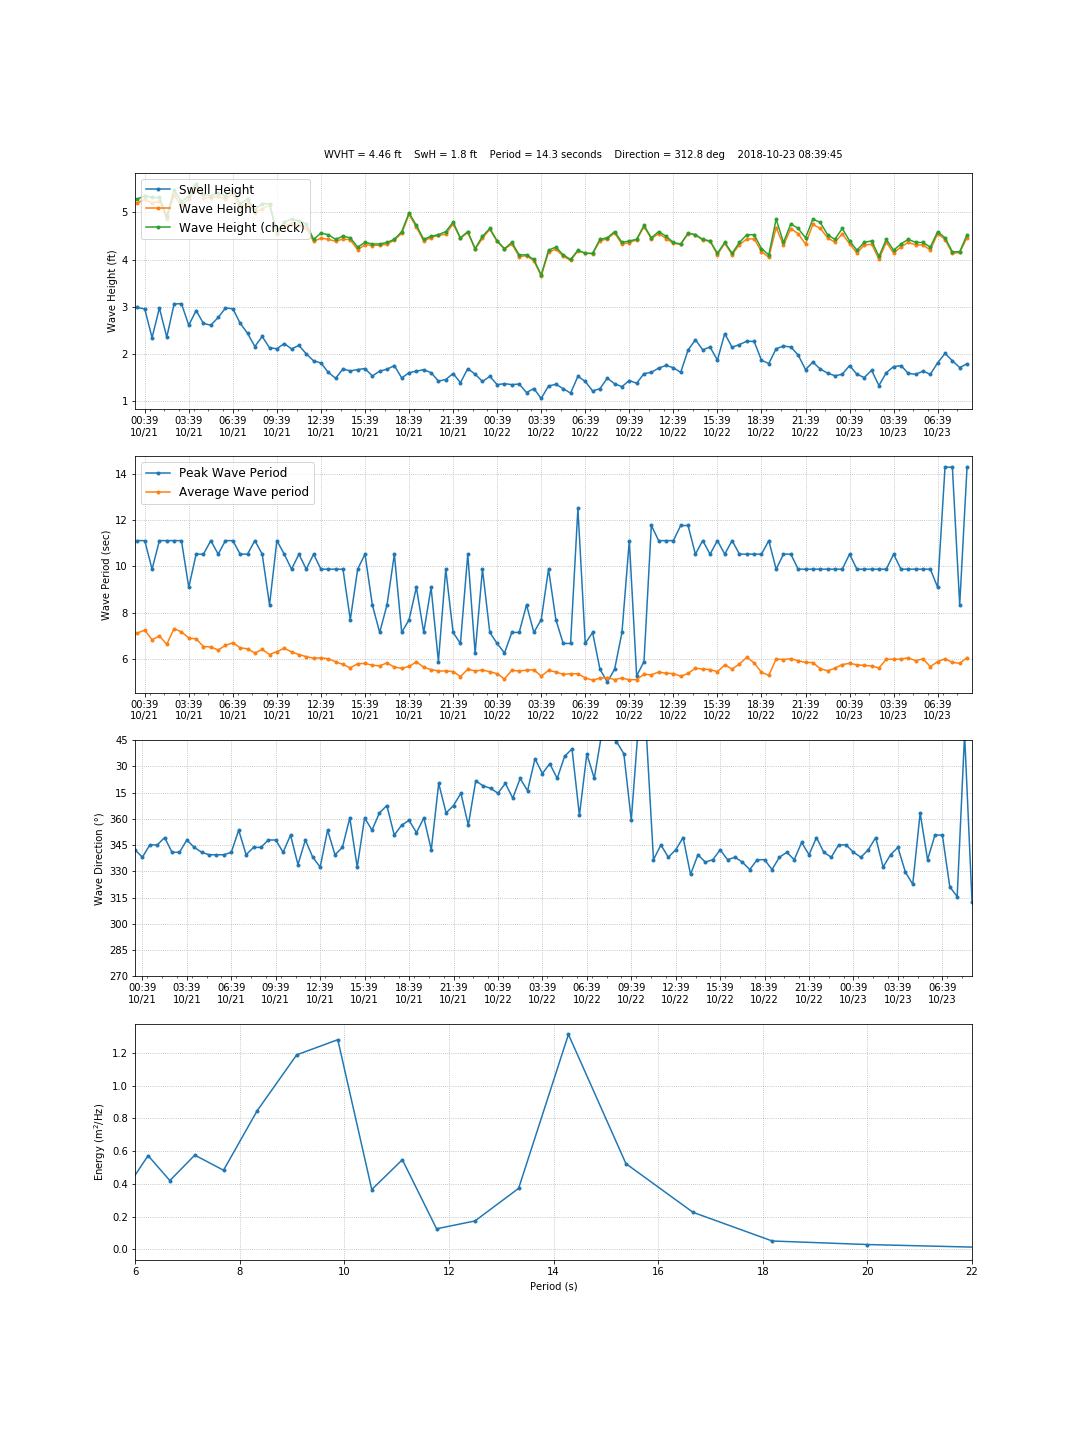 WVHT = 4.46 ft    SwH = 1.8 ft    Period = 14.3 seconds    Direction = 312.8 deg    2018-10-23 08:39:45
Swell Height
Wave Height
Wave Height (check)
Wave Height (ft)
5
4
3
2
1
00:39 03:39 06:39 09:39 12:39 15:39 18:39 21:39 00:39 03:39 06:39 09:39 12:39 15:39 18:39 21:39 00:39 03:39 06:39
10/21 10/21 10/21 10/21 10/21 10/21 10/21 10/21 10/22 10/22 10/22 10/22 10/22 10/22 10/22 10/22 10/23 10/23 10/23
Peak Wave Period
Average Wave period
Wave Period (sec)
14
12
10
8
6
00:39 03:39 06:39 09:39 12:39 15:39 18:39 21:39 00:39 03:39 06:39 09:39 12:39 15:39 18:39 21:39 00:39 03:39 06:39
10/21 10/21 10/21 10/21 10/21 10/21 10/21 10/21 10/22 10/22 10/22 10/22 10/22 10/22 10/22 10/22 10/23 10/23 10/23
Wave Direction (°)
45
30
15
360
345
330
315
300
285
270
00:39 03:39 06:39 09:39 12:39 15:39 18:39 21:39 00:39 03:39 06:39 09:39 12:39 15:39 18:39 21:39 00:39 03:39 06:39
10/21 10/21 10/21 10/21 10/21 10/21 10/21 10/21 10/22 10/22 10/22 10/22 10/22 10/22 10/22 10/22 10/23 10/23 10/23
Energy (m²/Hz)
1.2
1.0
0.8
0.6
0.4
0.2
0.0
6 8 10 12 14 16 18 20 22
Period (s)